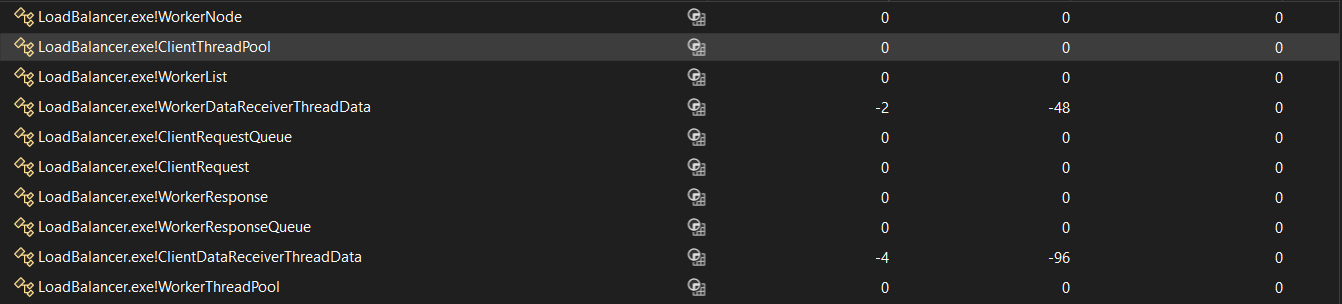 LoadBalancer.exe!WorkerNode 0 0 0
LoadBalancer.exe!ClientThreadPool 0 0 0
LoadBalancer.exe!WorkerList 0 0 0
LoadBalancer.exe!WorkerDataReceiverThreadData -2 -48 0
LoadBalancer.exe!ClientRequestQueue 0 0 0
LoadBalancer.exe!ClientRequest 0 0 0
LoadBalancer.exe!WorkerResponse 0 0 0
LoadBalancer.exe!WorkerResponseQueue 0 0 0
LoadBalancer.exe!ClientDataReceiverThreadData -4 -96 0
LoadBalancer.exe!WorkerThreadPool 0 0 0